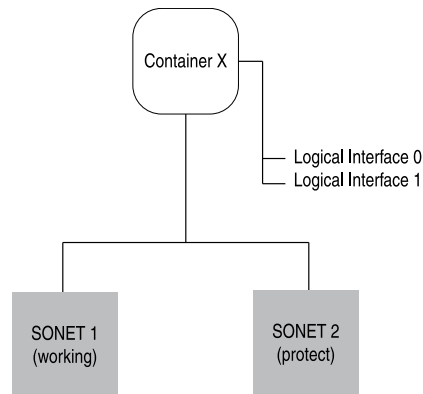 Container X
Logical Interface 0
Logical Interface 1
SONET 1
(working)
SONET 2
(protect)